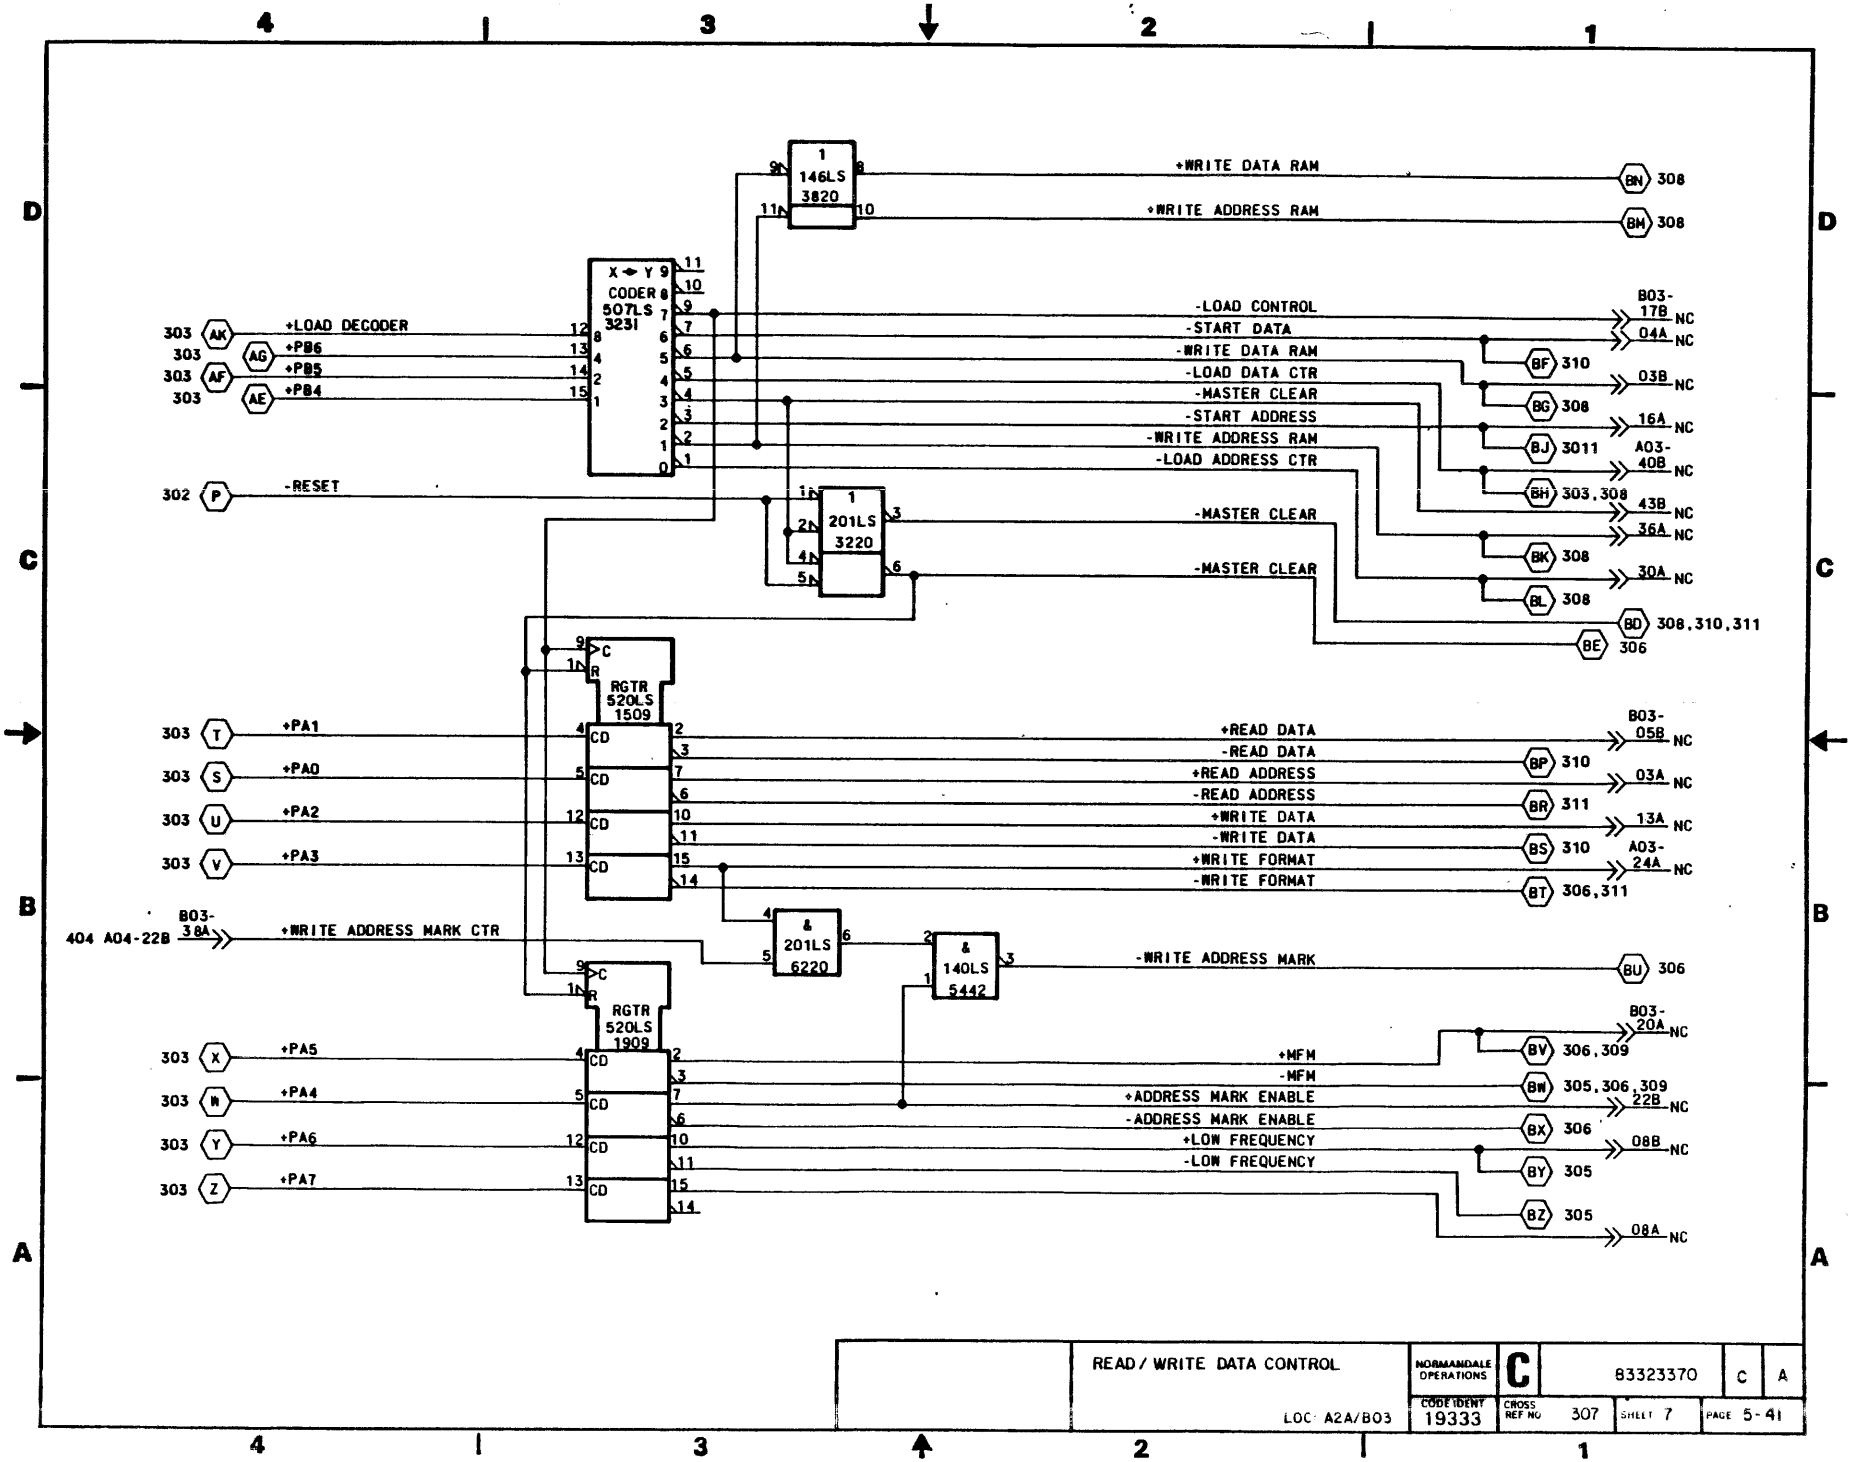 4 3 2 1
D
D
1
146LS
3820
9
8
11
10
+WRITE DATA RAM
BN 308
+WRITE ADDRESS RAM
BM 308
X Y
CODER
507LS
3231
9 11
8 10
7 9
6 7
5 6
4 5
3 4
2 3
1 2
0 1
303 AK +LOAD DECODER 12 8
303 AG +PB6 13 4
303 AF +PB5 14 2
303 AE +PB4 15 1
-LOAD CONTROL
B03-
17B NC
-START DATA
04A NC
-WRITE DATA RAM
BF 310
-LOAD DATA CTR
03B NC
-MASTER CLEAR
BG 308
-START ADDRESS
16A NC
-WRITE ADDRESS RAM
BJ 3011
A03-
-LOAD ADDRESS CTR
40B NC
BH 303,308
43B NC
36A NC
BK 308
30A NC
BL 308
302 P -RESET
1
2
4
5
1
201LS
3220
3
6
-MASTER CLEAR
-MASTER CLEAR
BD 308,310,311
BE 306
C
C
9 C
1 R
RGTR
520LS
1509
303 T +PA1 4 CD 2
+READ DATA
B03-
05B NC
3 -READ DATA
BP 310
303 S +PA0 5 CD 7
+READ ADDRESS
03A NC
6 -READ ADDRESS
BR 311
303 U +PA2 12 CD 10
+WRITE DATA
13A NC
11 -WRITE DATA
BS 310
303 V +PA3 13 CD 15
+WRITE FORMAT
A03-
24A NC
14 -WRITE FORMAT
BT 306,311
B
B
404 A04-22B
B03-
38A
+WRITE ADDRESS MARK CTR
4
5
&
201LS
6220
6
2
1
&
140LS
5442
3
-WRITE ADDRESS MARK
BU 306
9 C
1 R
RGTR
520LS
1909
303 X +PA5 4 CD 2
+MFM
B03-
20A NC
BV 306,309
3 -MFM
BW 305,306,309
303 W +PA4 5 CD 7
+ADDRESS MARK ENABLE
22B NC
6 -ADDRESS MARK ENABLE
BX 306
303 Y +PA6 12 CD 10
+LOW FREQUENCY
08B NC
BY 305
11 -LOW FREQUENCY
BZ 305
303 Z +PA7 13 CD 15
14
08A NC
A
A
READ / WRITE DATA CONTROL
LOC: A2A/B03
NORMANDALE
OPERATIONS
C
83323370
C
A
CODE IDENT
19333
CROSS
REF NO
307
SHEET 7
PAGE 5-41
4 3 2 1